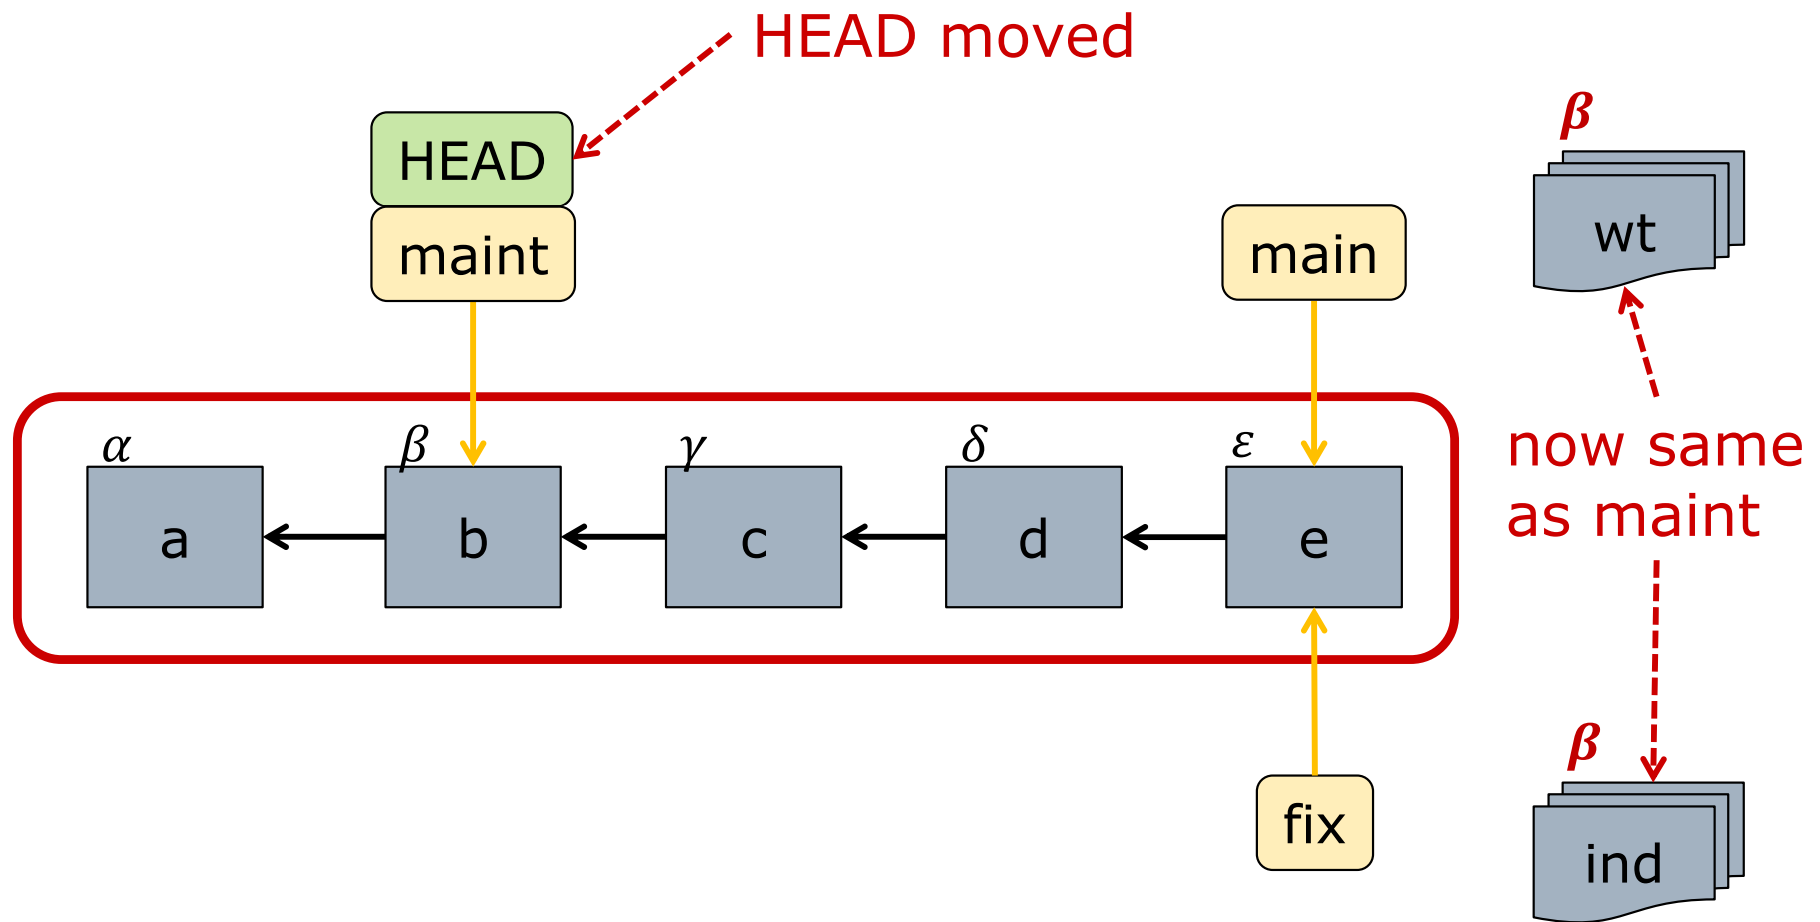 HEAD moved
HEAD
maint
main
β
wt
α
β
γ
δ
ε
a
b
c
d
e
now same
as maint
fix
β
ind